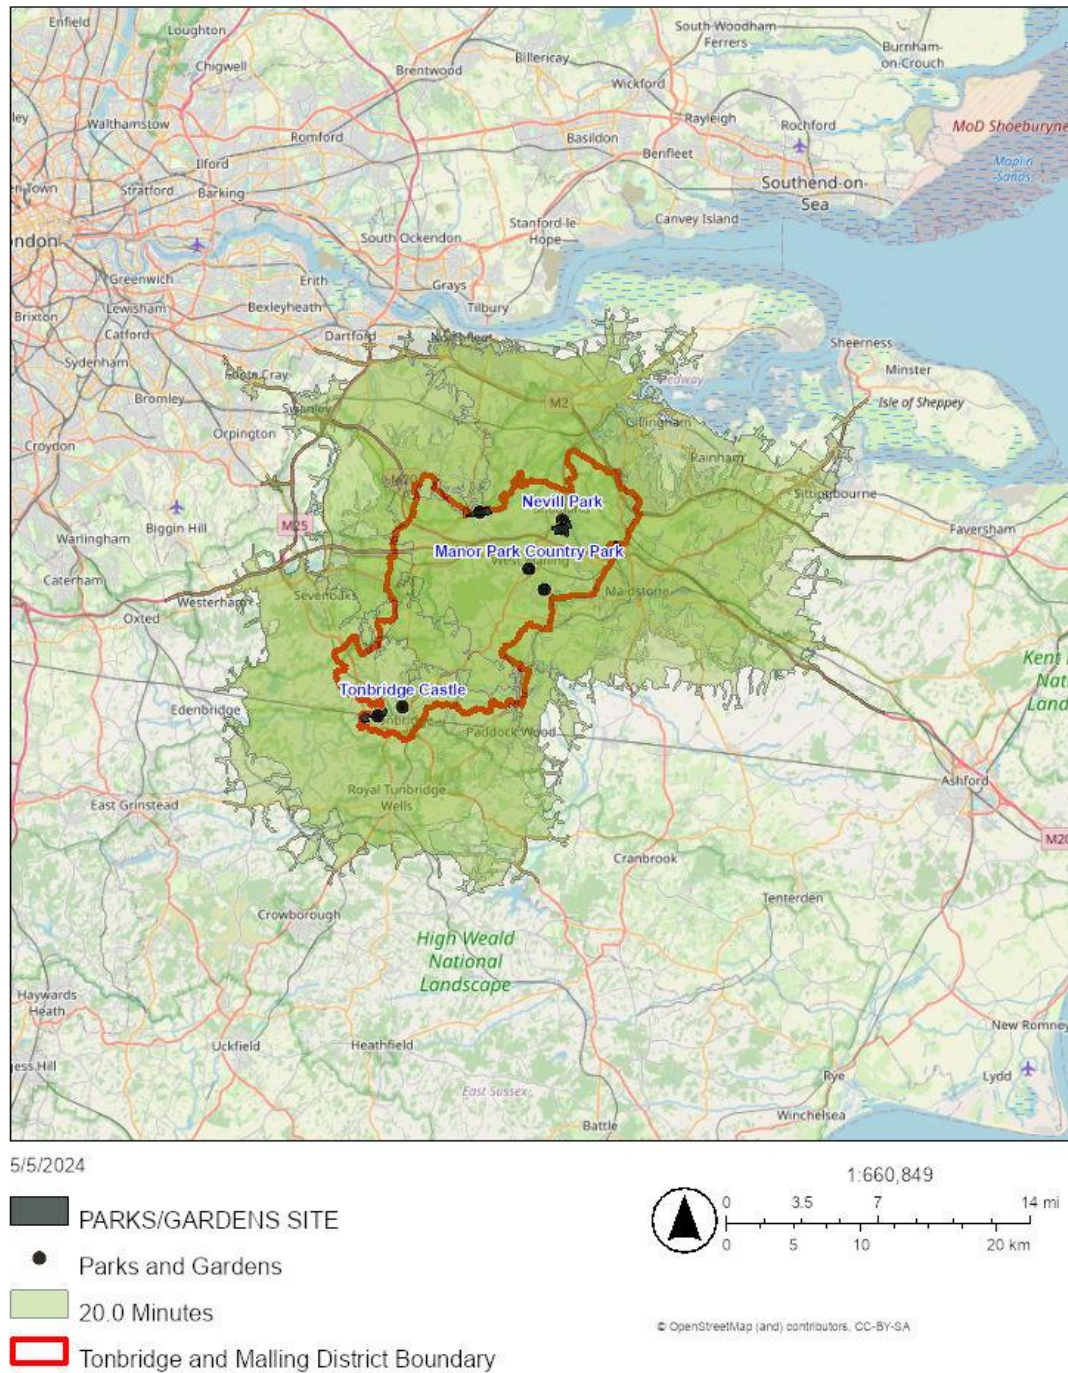 Enfield
Loughton
South Woodham
Ferrers
Burnham
-on-Crouch
Chigwell
Brentwood
Billericay
Wickford
Walthamstow
Romford
Basildon
Rayleigh
Rochford
MoD Shoeburyne
Ilford
Benfleet
Maplin
-Sands-
en Town
Stratford
Barking
Southend-on-
Sea
Stanford-le
Hope
Canvey Island
South Ockendon
ondon
Greenwich
Erith
Grays
Lewisham
Bexleyheath
Tilbury
Brixton
Catford
Dartford
Sheerness
Sydenham
Minster
Bromley
M2
Isle of Sheppey
Swanley
Gillingham
Croydon
Orpington
Rainham
Sittingbourne
Nevill Park
M25
Biggin Hill
Faversham
Warlingham
Manor Park Country Park
Caterham
Sevenoaks
Maidstone
Westerham
Oxted
Kent
Nat
Land
Tonbridge Castle
Edenbridge
Paddock Wood
Royal Tunbridge
Wells
Ashford
East Grinstead
M20
Cranbrook
Tenterden
Crowborough
High Weald
National
Landscape
Haywards
Heath
New Romney
Uckfield
Heathfield
gess Hill
East Sussex
Rye
Lydd
Winchelsea
Battle
5/5/2024
1:660,849
0 3.5 7 14 mi
0 5 10 20 km
PARKS/GARDENS SITE
Parks and Gardens
20.0 Minutes
© OpenStreetMap (and) contributors, CC-BY-SA
Tonbridge and Malling District Boundary